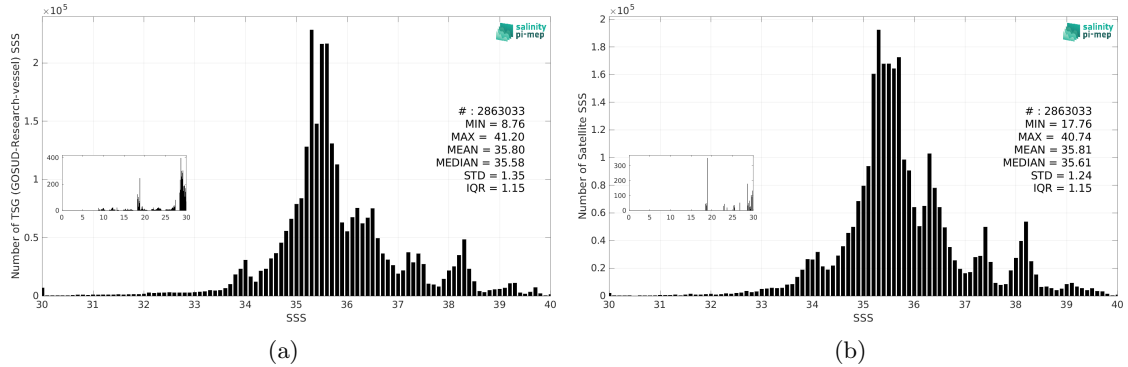 ×10^5
Number of TSG (GOSUD-Research-vessel) SSS
2
1.5
1
0.5
0
30
31
32
33
34
35
36
37
38
39
40
SSS
salinity
pi-mep
# : 2863033
MIN = 8.76
MAX = 41.20
MEAN = 35.80
MEDIAN = 35.58
STD = 1.35
IQR = 1.15
400
200
0
0
5
10
15
20
25
30
(a)
×10^5
Number of Satellite SSS
2
1.8
1.6
1.4
1.2
1
0.8
0.6
0.4
0.2
0
30
31
32
33
34
35
36
37
38
39
40
SSS
salinity
pi-mep
# : 2863033
MIN = 17.76
MAX = 40.74
MEAN = 35.81
MEDIAN = 35.61
STD = 1.24
IQR = 1.15
300
200
100
0
0
5
10
15
20
25
30
(b)